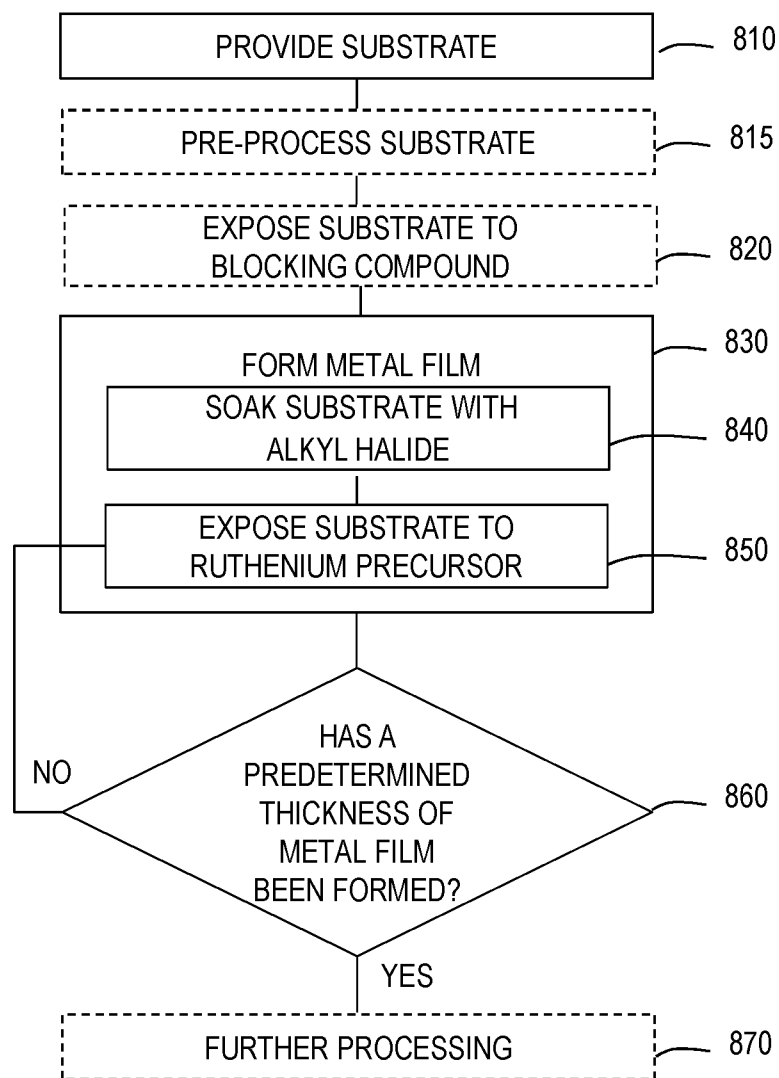 PROVIDE SUBSTRATE
810
PRE-PROCESS SUBSTRATE
815
EXPOSE SUBSTRATE TO
BLOCKING COMPOUND
820
830
FORM METAL FILM
SOAK SUBSTRATE WITH
ALKYL HALIDE
840
EXPOSE SUBSTRATE TO
RUTHENIUM PRECURSOR
850
HAS A
PREDETERMINED
THICKNESS OF
METAL FILM
BEEN FORMED?
860
NO
YES
FURTHER PROCESSING
870